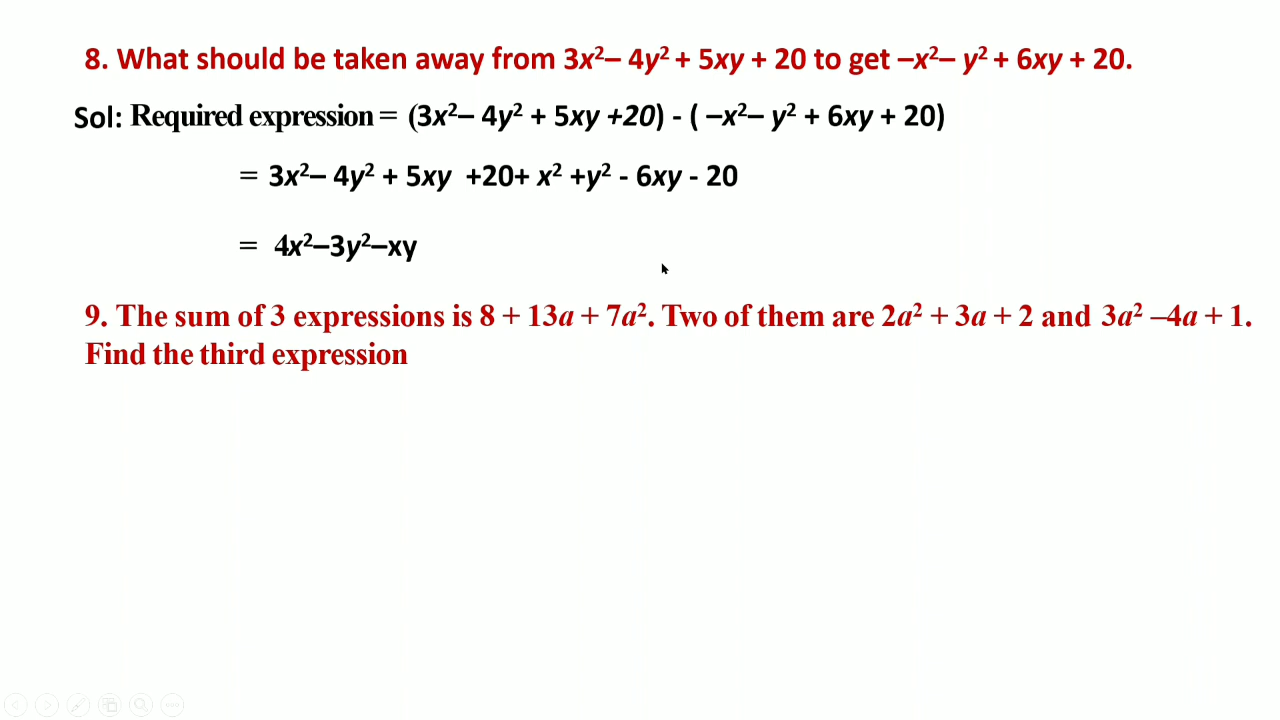 8. What should be taken away from 3x²– 4y² + 5xy + 20 to get –x²– y² + 6xy + 20.
Sol: Required expression = (3x²– 4y² + 5xy +20) - ( –x²– y² + 6xy + 20)
= 3x²– 4y² + 5xy +20+ x² +y² - 6xy - 20
= 4x²–3y²–xy
9. The sum of 3 expressions is 8 + 13a + 7a². Two of them are 2a² + 3a + 2 and 3a² –4a + 1.
Find the third expression